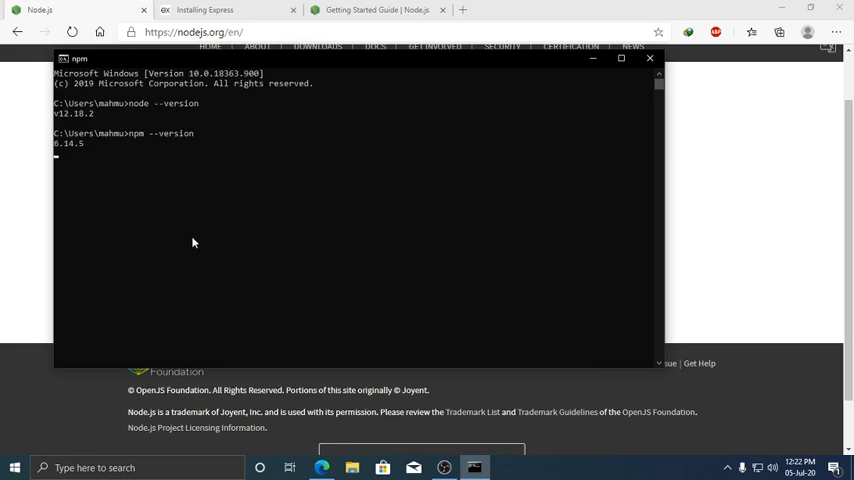 Node.js
Installing Express
Getting Started Guide | Node.js
https://nodejs.org/en/
ABP
HOME ABOUT DOWNLOADS DOCS GET INVOLVED SECURITY CERTIFICATION NEWS
npm
Microsoft Windows [Version 10.0.18363.900]
(c) 2019 Microsoft Corporation. All rights reserved.
C:\Users\mahmu>node --version
v12.18.2
C:\Users\mahmu>npm --version
6.14.5
sue | Get Help
Foundation
© OpenJS Foundation. All Rights Reserved. Portions of this site originally © Joyent.
Node.js is a trademark of Joyent, Inc. and is used with its permission. Please review the Trademark List and Trademark Guidelines of the OpenJS Foundation.
Node.js Project Licensing Information.
Type here to search
12:22 PM
05-Jul-20